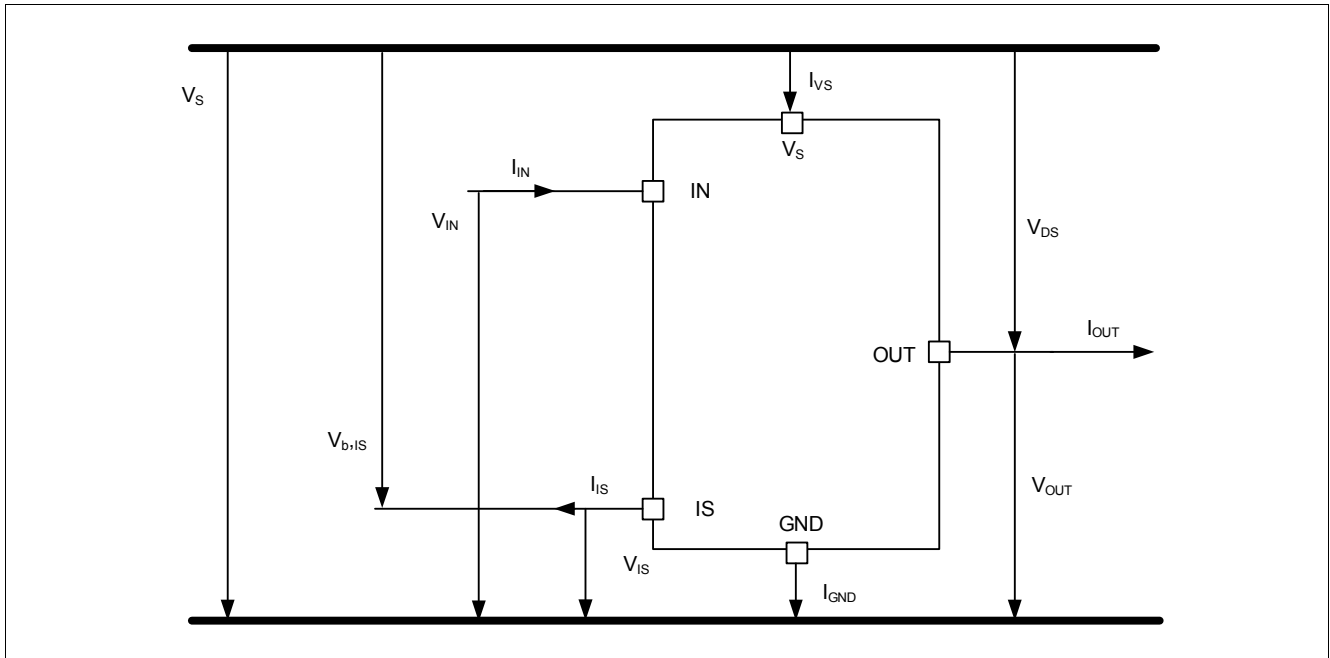 I_VS
V_S
V_S
I_IN
IN
V_IN
V_DS
I_OUT
OUT
V_b,IS
I_IS
V_OUT
IS
GND
V_IS
I_GND